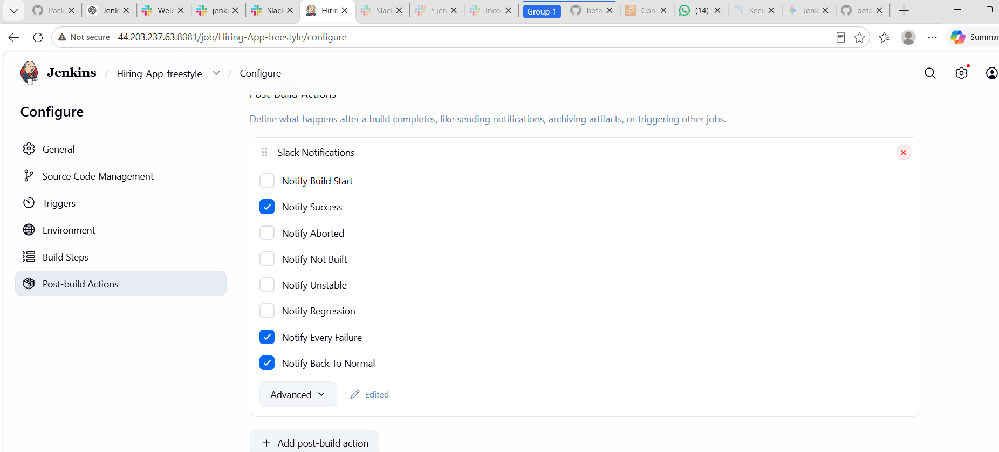 Pack
Jenk
Welc
jenki
Slack
Hirin
Slack
* jen
Inco
Group 1
beta
Con
(14)
Secu
Jenk
beta
Not secure
44.203.237.63:8081/job/Hiring-App-freestyle/configure
Summar
Jenkins / Hiring-App-freestyle / Configure
Configure
Post-build Actions
Define what happens after a build completes, like sending notifications, archiving artifacts, or triggering other jobs.
General
Source Code Management
Triggers
Environment
Build Steps
Post-build Actions
Slack Notifications
Notify Build Start
Notify Success
Notify Aborted
Notify Not Built
Notify Unstable
Notify Regression
Notify Every Failure
Notify Back To Normal
Advanced
Edited
+ Add post-build action